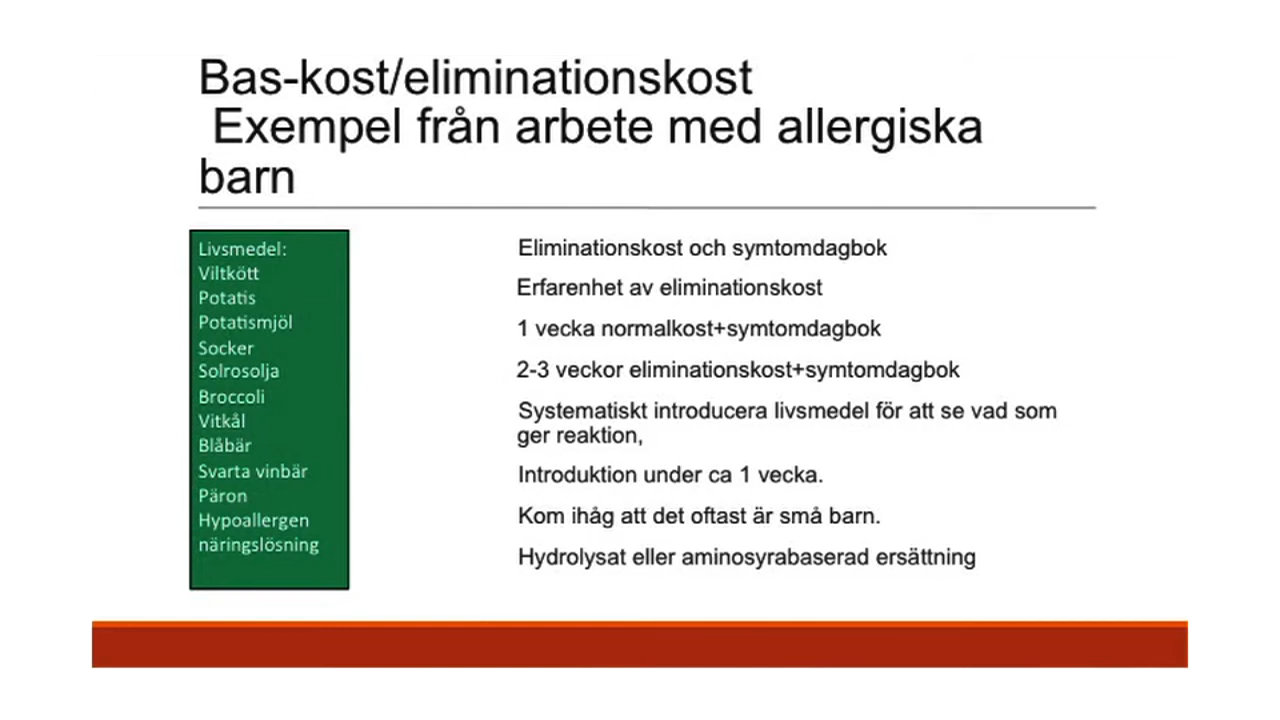 Bas-kost/eliminationskost
Exempel från arbete med allergiska
barn
Livsmedel:
Viltkött
Potatis
Potatismjöl
Socker
Solrosolja
Broccoli
Vitkål
Blåbär
Svarta vinbär
Päron
Hypoallergen
näringslösning
Eliminationskost och symtomdagbok
Erfarenhet av eliminationskost
1 vecka normalkost+symtomdagbok
2-3 veckor eliminationskost+symtomdagbok
Systematiskt introducera livsmedel för att se vad som
ger reaktion,
Introduktion under ca 1 vecka.
Kom ihåg att det oftast är små barn.
Hydrolysat eller aminosyrabaserad ersättning